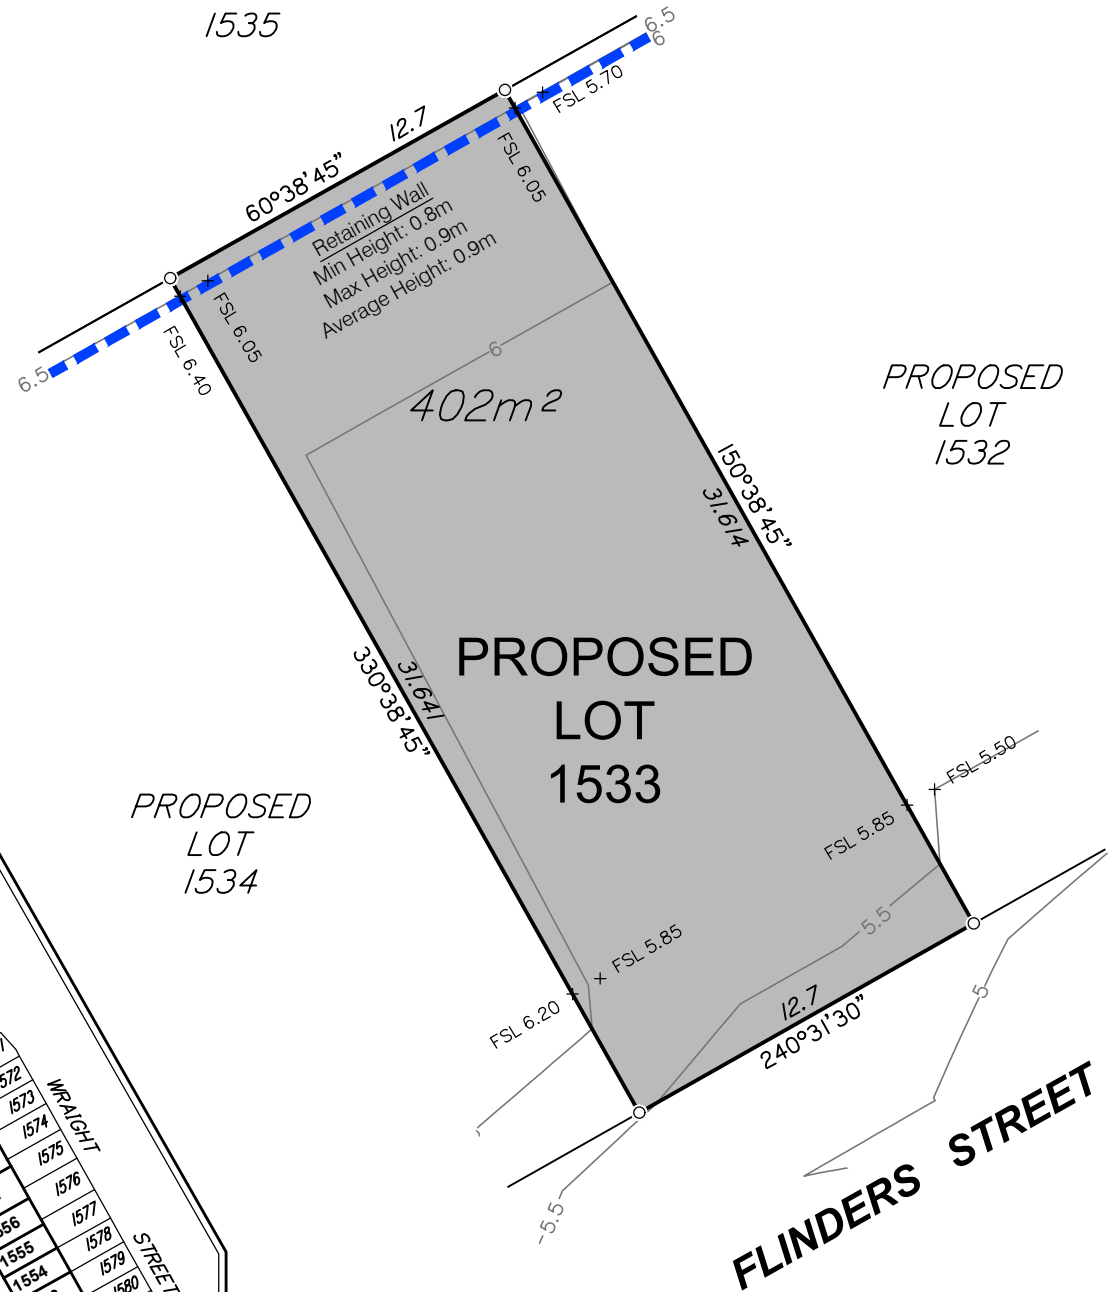 1535
6.5
6
FSL 5.70
12.7
60°38'45"
FSL 6.05
Retaining Wall
Min Height: 0.8m
Max Height: 0.9m
Average Height: 0.9m
FSL 6.05
FSL 6.40
6.5
6
402m²
PROPOSED
LOT
1532
150°38'45"
31.614
PROPOSED
LOT
1533
330°38'45"
31.641
FSL 5.50
FSL 5.85
PROPOSED
LOT
1534
FSL 5.85
5.5
FSL 6.20
12.7
240°31'30"
5
5.5
FLINDERS STREET
WRAIGHT STREET
572
1573
1574
1575
1576
1577
1578
1579
1580
556
1555
1554